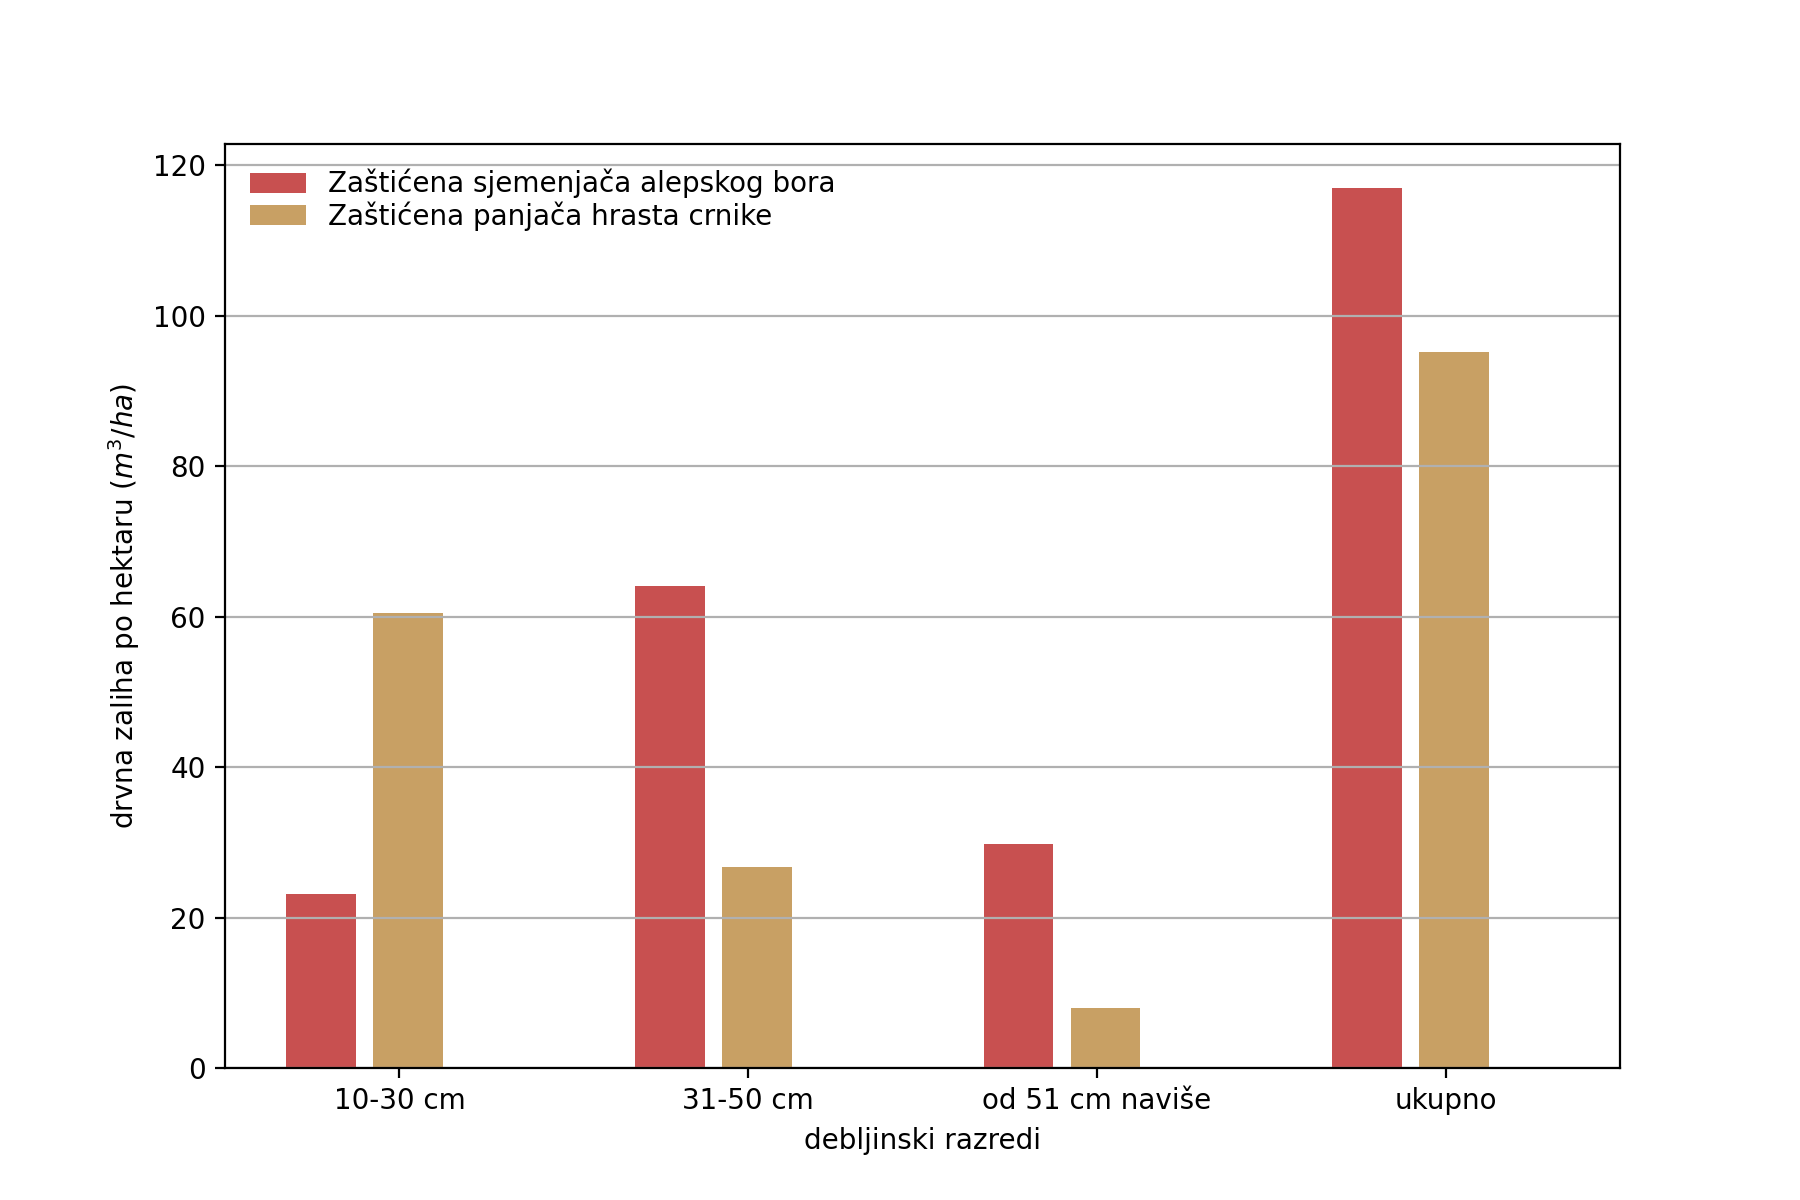 120
100
80
60
40
20
0
drvna zaliha po hektaru (m³/ha)
Zaštićena sjemenjača alepskog bora
Zaštićena panjača hrasta crnike
10-30 cm
31-50 cm
od 51 cm naviše
ukupno
debljinski razredi